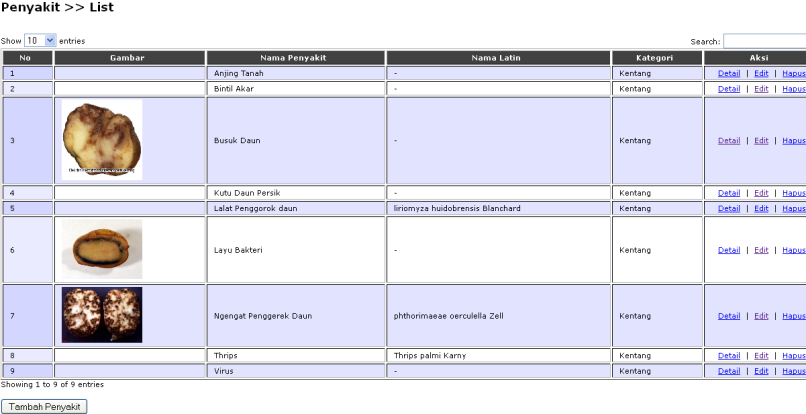 Penyakit >> List
Show 10 entries Search:
No Gambar Nama Penyakit Nama Latin Kategori Aksi
1 Anjing Tanah - Kentang Detail | Edit | Hapus
2 Bintil Akar - Kentang Detail | Edit | Hapus
3 Busuk Daun - Kentang Detail | Edit | Hapus
4 Kutu Daun Persik - Kentang Detail | Edit | Hapus
5 Lalat Penggorok daun liriomyza huidobrensis Blanchard Kentang Detail | Edit | Hapus
6 Layu Bakteri - Kentang Detail | Edit | Hapus
7 Ngengat Penggerek Daun phthorimaeae oerculella Zell Kentang Detail | Edit | Hapus
8 Thrips Thrips palmi Karny Kentang Detail | Edit | Hapus
9 Virus - Kentang Detail | Edit | Hapus
Showing 1 to 9 of 9 entries
Tambah Penyakit